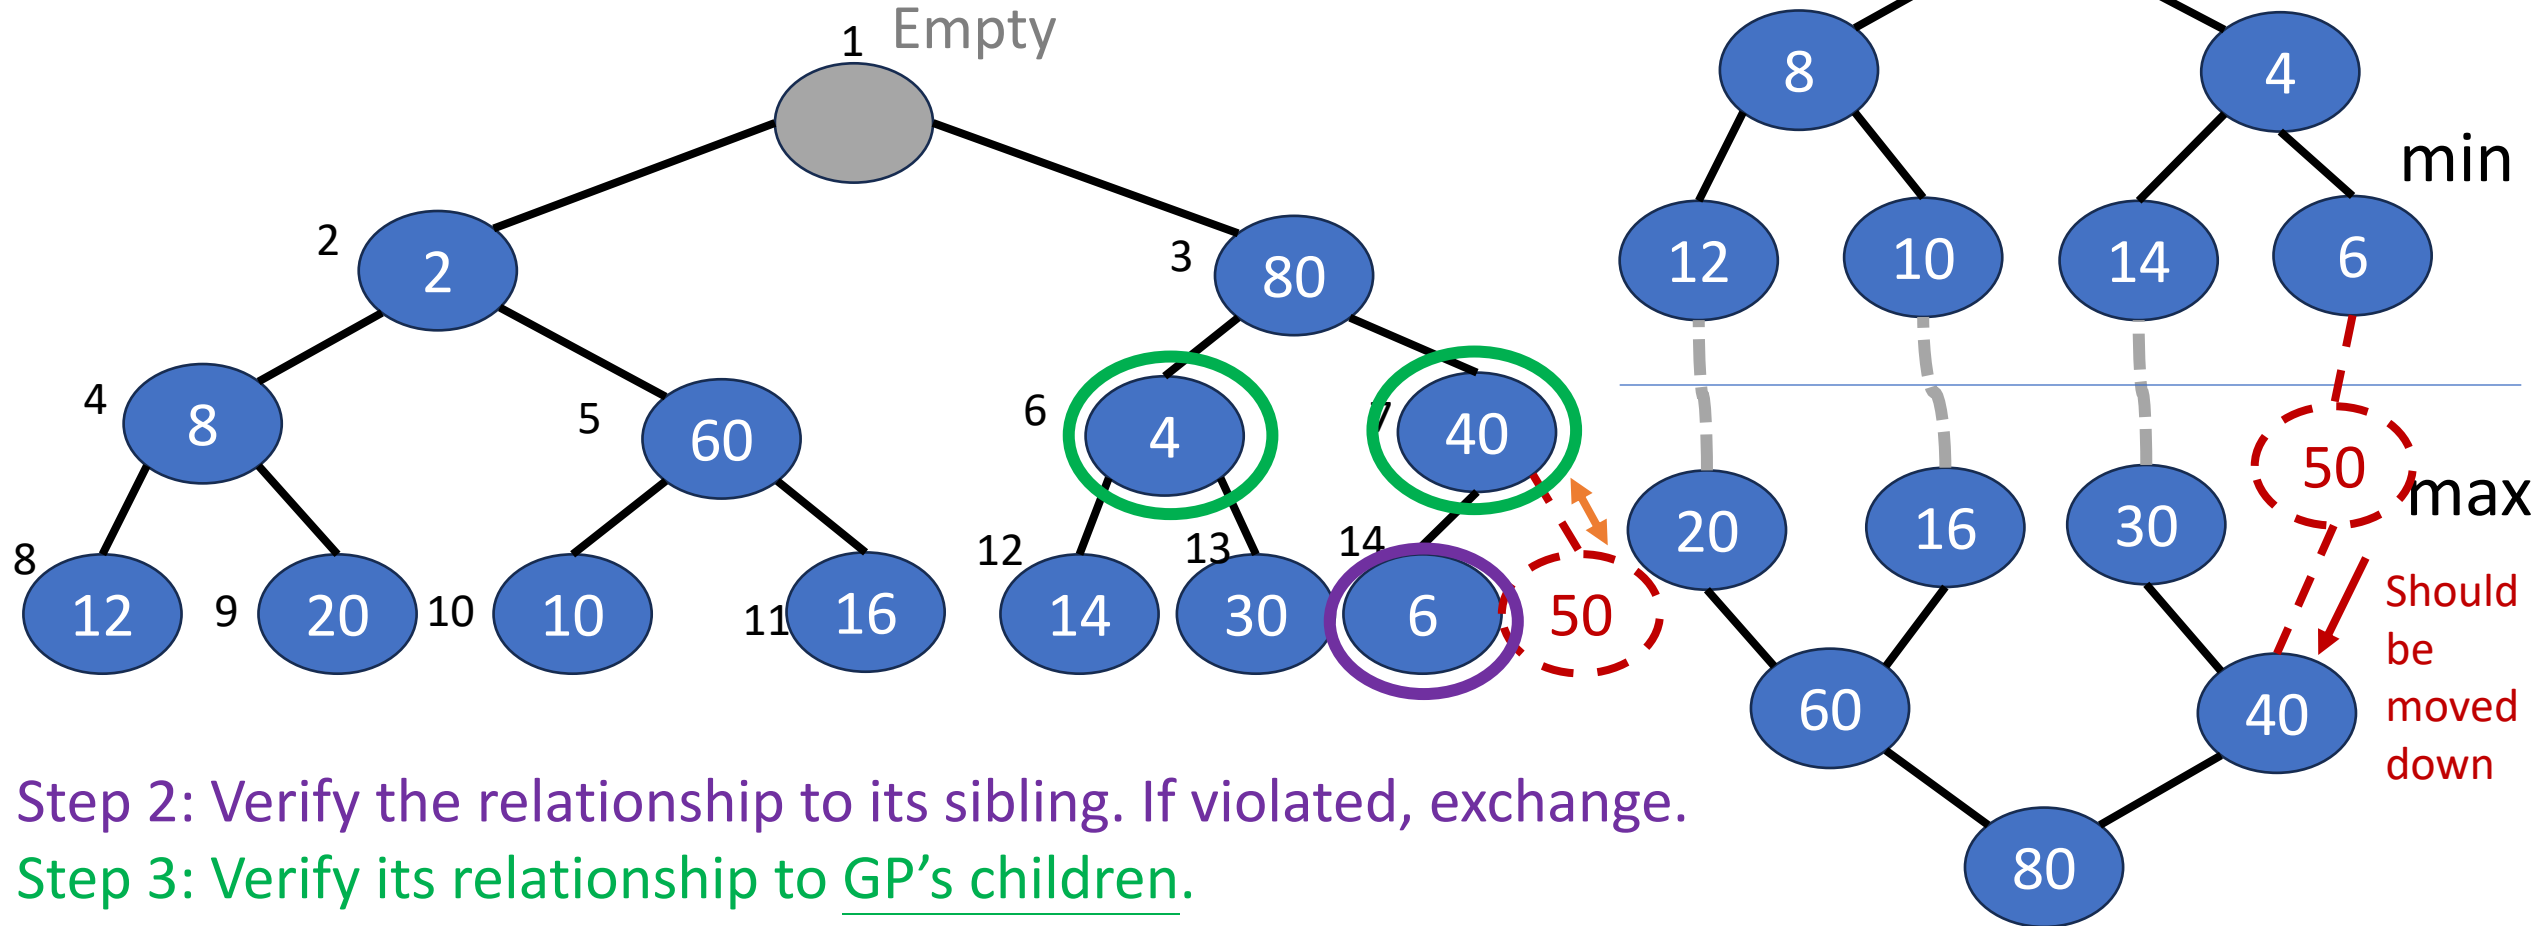 1 Empty
2 2
3 80
4 8
5 60
6 4
7 40
8 12
9 20
10 10
11 16
12 14
13 30
14 6
50
8 4
min
12 10 14 6
50
max
20 16 30
Should
be
moved
down
60 40
80
Step 2: Verify the relationship to its sibling. If violated, exchange.
Step 3: Verify its relationship to GP’s children.